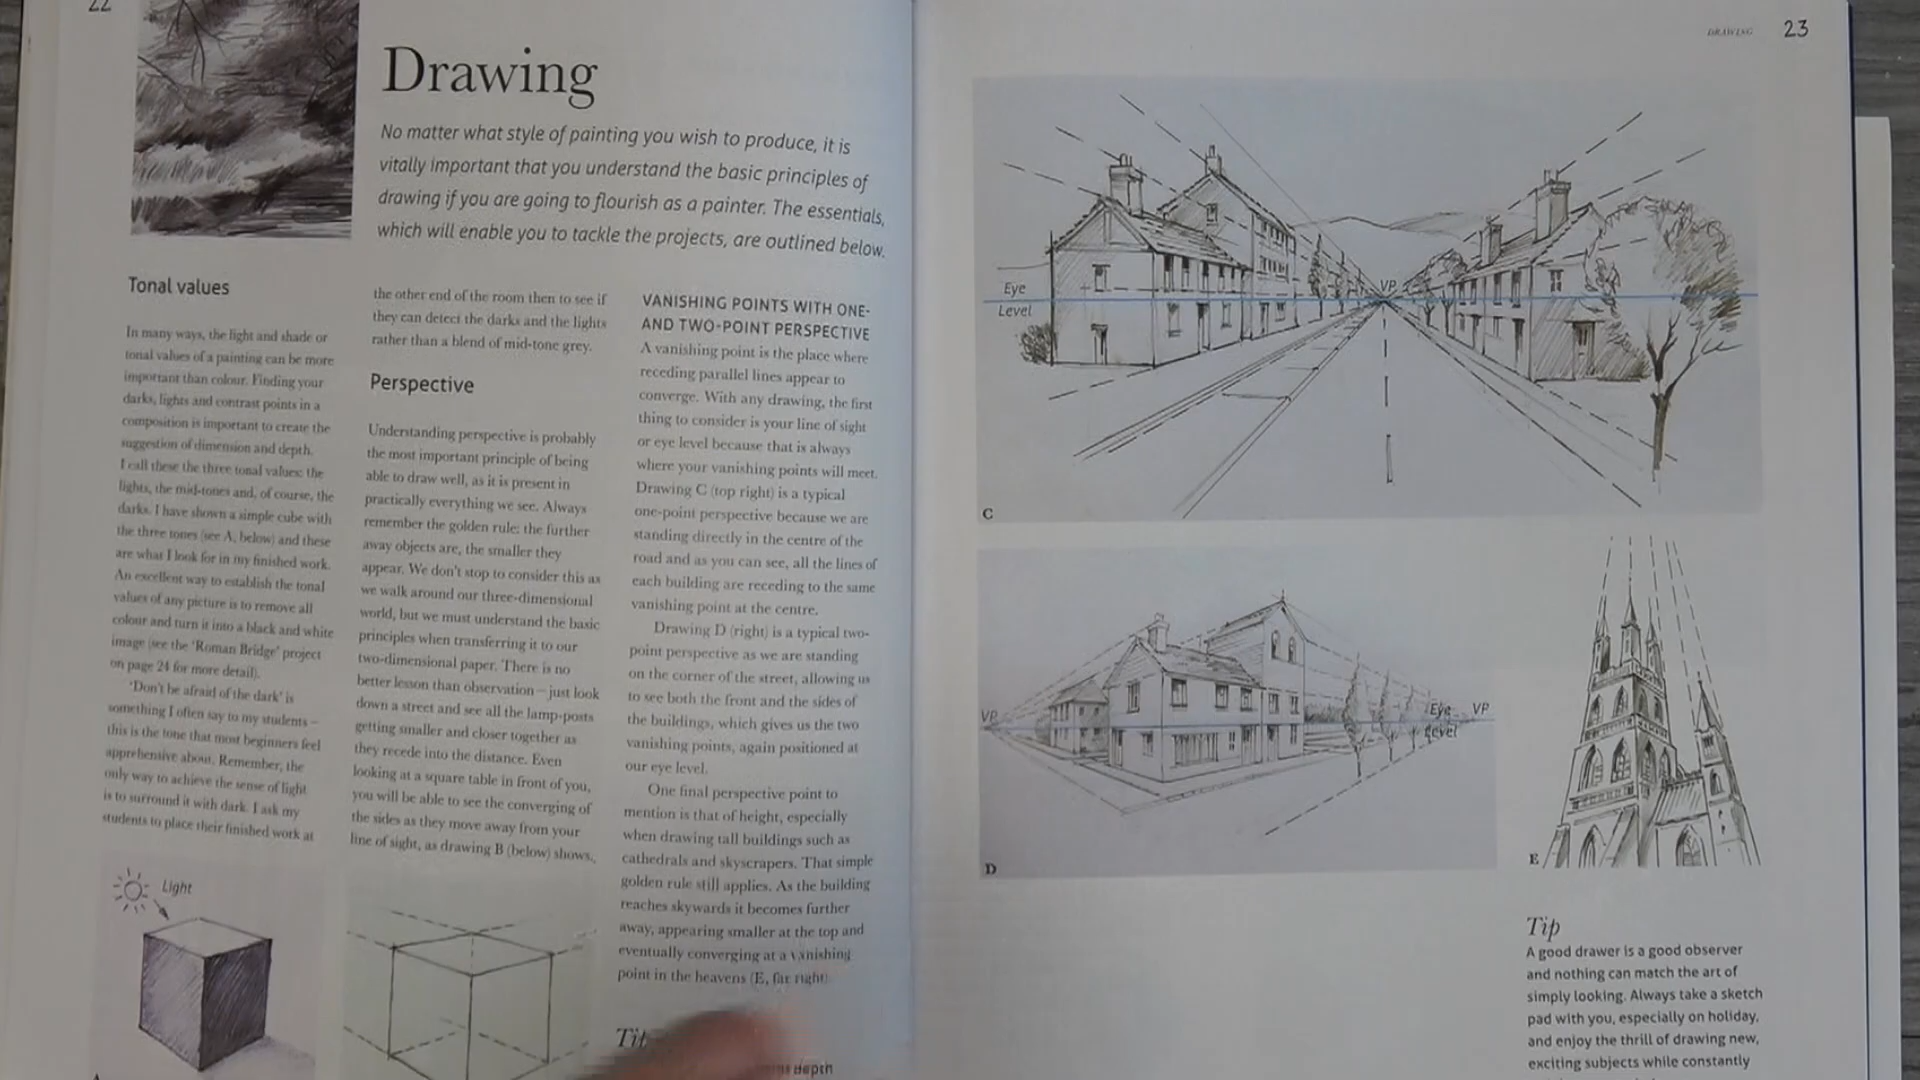 22
Drawing
No matter what style of painting you wish to produce, it is
vitally important that you understand the basic principles of
drawing if you are going to flourish as a painter. The essentials,
which will enable you to tackle the projects, are outlined below.
Tonal values
In many ways, the light and shade or
tonal values of a painting can be more
important than colour. Finding your
darks, lights and contrast points in a
composition is important to create the
suggestion of dimension and depth.
I call these the three tonal values: the
lights, the mid-tones and, of course, the
darks. I have shown a simple cube with
the three tones (see A, below) and these
are what I look for in my finished work.
An excellent way to establish the tonal
values of any picture is to remove all
colour and turn it into a black and white
image (see the 'Roman Bridge' project
on page 24 for more detail).
'Don't be afraid of the dark' is
something I often say to my students –
this is the tone that most beginners feel
apprehensive about. Remember, the
only way to achieve the sense of light
is to surround it with dark. I ask my
students to place their finished work at
the other end of the room then to see if
they can detect the darks and the lights
rather than a blend of mid-tone grey.
Perspective
Understanding perspective is probably
the most important principle of being
able to draw well, as it is present in
practically everything we see. Always
remember the golden rule: the further
away objects are, the smaller they
appear. We don't stop to consider this as
we walk around our three-dimensional
world, but we must understand the basic
principles when transferring it to our
two-dimensional paper. There is no
better lesson than observation – just look
down a street and see all the lamp-posts
getting smaller and closer together as
they recede into the distance. Even
looking at a square table in front of you,
you will be able to see the converging of
the sides as they move away from your
line of sight, as drawing B (below) shows.
VANISHING POINTS WITH ONE-
AND TWO-POINT PERSPECTIVE
A vanishing point is the place where
receding parallel lines appear to
converge. With any drawing, the first
thing to consider is your line of sight
or eye level because that is always
where your vanishing points will meet.
Drawing C (top right) is a typical
one-point perspective because we are
standing directly in the centre of the
road and as you can see, all the lines of
each building are receding to the same
vanishing point at the centre.
Drawing D (right) is a typical two-
point perspective as we are standing
on the corner of the street, allowing us
to see both the front and the sides of
the buildings, which gives us the two
vanishing points, again positioned at
our eye level.
One final perspective point to
mention is that of height, especially
when drawing tall buildings such as
cathedrals and skyscrapers. That simple
golden rule still applies. As the building
reaches skywards it becomes further
away, appearing smaller at the top and
eventually converging at a vanishing
point in the heavens (E, far right)
Light
depth
DRAWING
23
Eye
Level
VP
C
VP
Eye
Level
VP
D
E
Tip
A good drawer is a good observer
and nothing can match the art of
simply looking. Always take a sketch
pad with you, especially on holiday,
and enjoy the thrill of drawing new,
exciting subjects while constantly